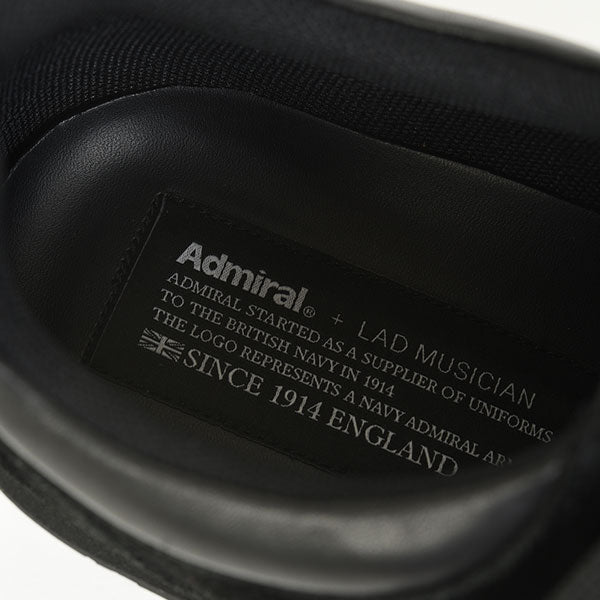 Admiral® + LAD MUSICIAN
ADMIRAL STARTED AS A SUPPLIER OF UNIFORMS
TO THE BRITISH NAVY IN 1914
THE LOGO REPRESENTS A NAVY ADMIRAL
SINCE 1914 ENGLAND